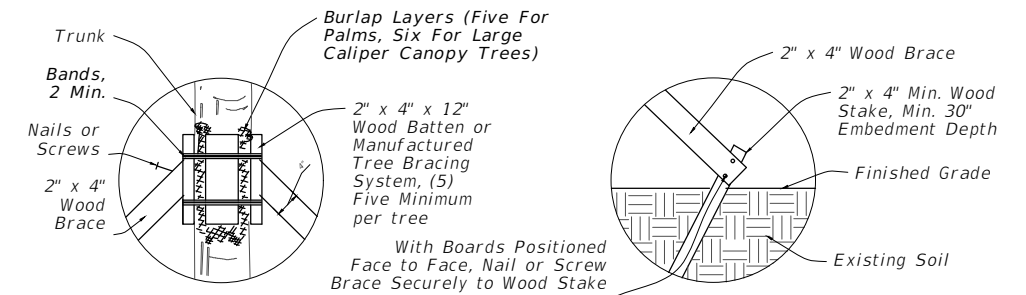 Trunk
Burlap Layers (Five For
Palms, Six For Large
Caliper Canopy Trees)
Bands,
2 Min.
Nails or
Screws
2" x 4"
Wood
Brace
2" x 4" x 12"
Wood Batten or
Manufactured
Tree Bracing
System, (5)
Five Minimum
per tree
4"
With Boards Positioned
Face to Face, Nail or Screw
Brace Securely to Wood Stake
2" x 4" Wood Brace
2" x 4" Min. Wood
Stake, Min. 30"
Embedment Depth
Finished Grade
Existing Soil